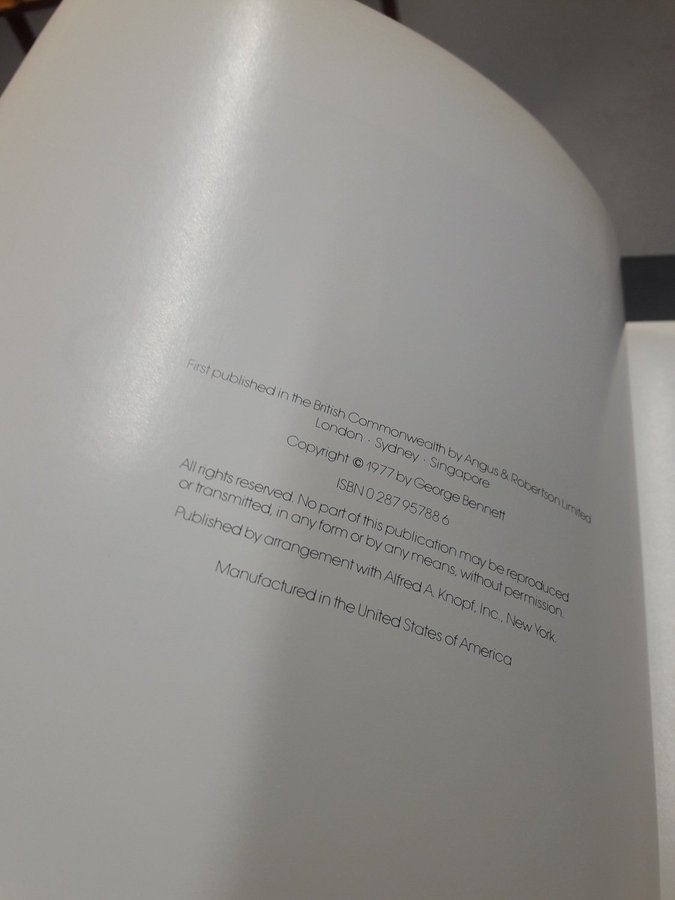 First published in the British Commonwealth by Angus & Robertson Limited
London · Sydney · Singapore
Copyright © 1977 by George Bennett
ISBN 0 287 95788 6
All rights reserved. No part of this publication may be reproduced
or transmitted, in any form or by any means, without permission.
Published by arrangement with Alfred A. Knopf, Inc., New York.
Manufactured in the United States of America